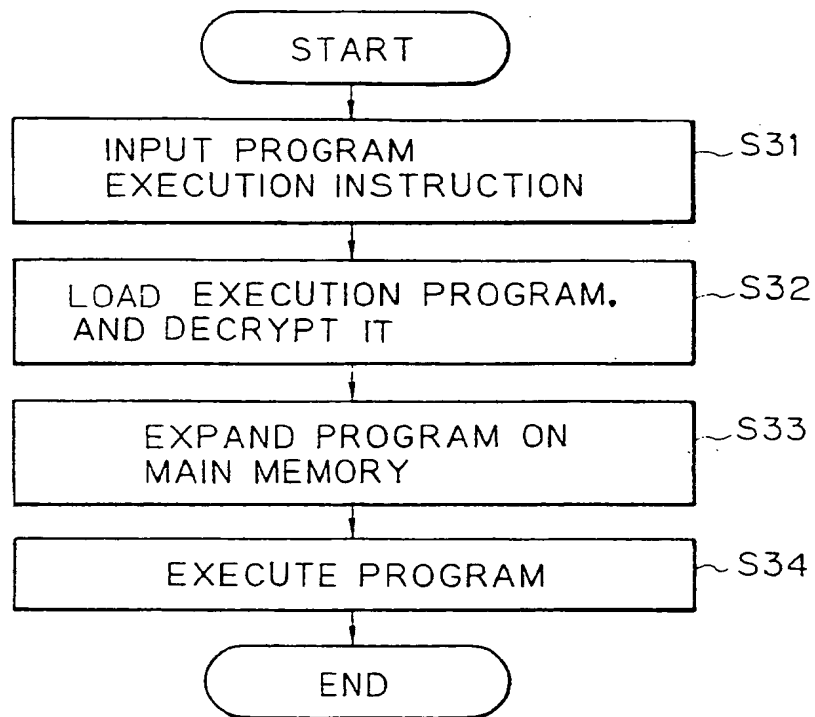 START
INPUT PROGRAM
EXECUTION INSTRUCTION
S31
LOAD EXECUTION PROGRAM.
AND DECRYPT IT
S32
EXPAND PROGRAM ON
MAIN MEMORY
S33
EXECUTE PROGRAM
S34
END